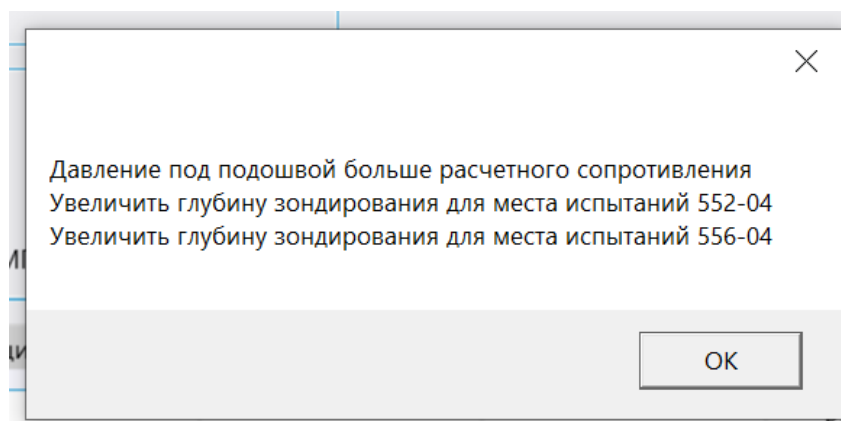 Давление под подошвой больше расчетного сопротивления
Увеличить глубину зондирования для места испытаний 552-04
Увеличить глубину зондирования для места испытаний 556-04
OK